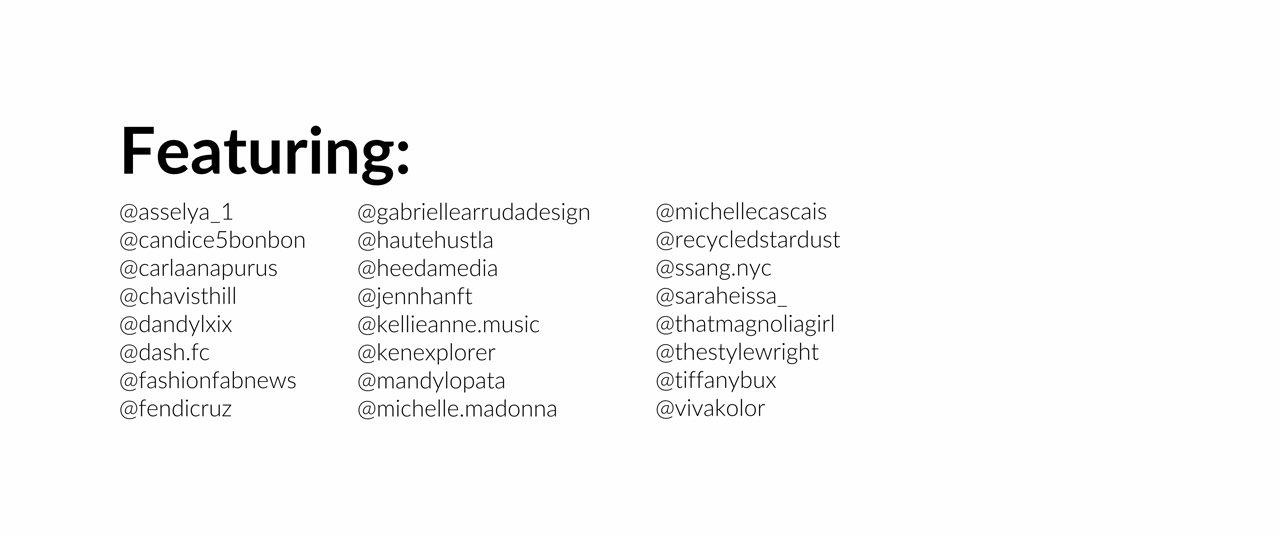 Featuring:
@asselya_1
@candice5bonbon
@carlaanapurus
@chavisthill
@dandylxix
@dash.fc
@fashionfabnews
@fendicruz
@gabriellearrudadesign
@hautehustla
@heedamedia
@jennhanft
@kellieanne.music
@kenexplorer
@mandylopata
@michelle.madonna
@michellecascais
@recycledstardust
@ssang.nyc
@saraheissa_
@thatmagnoliagirl
@thestylewright
@tiffanybux
@vivakolor